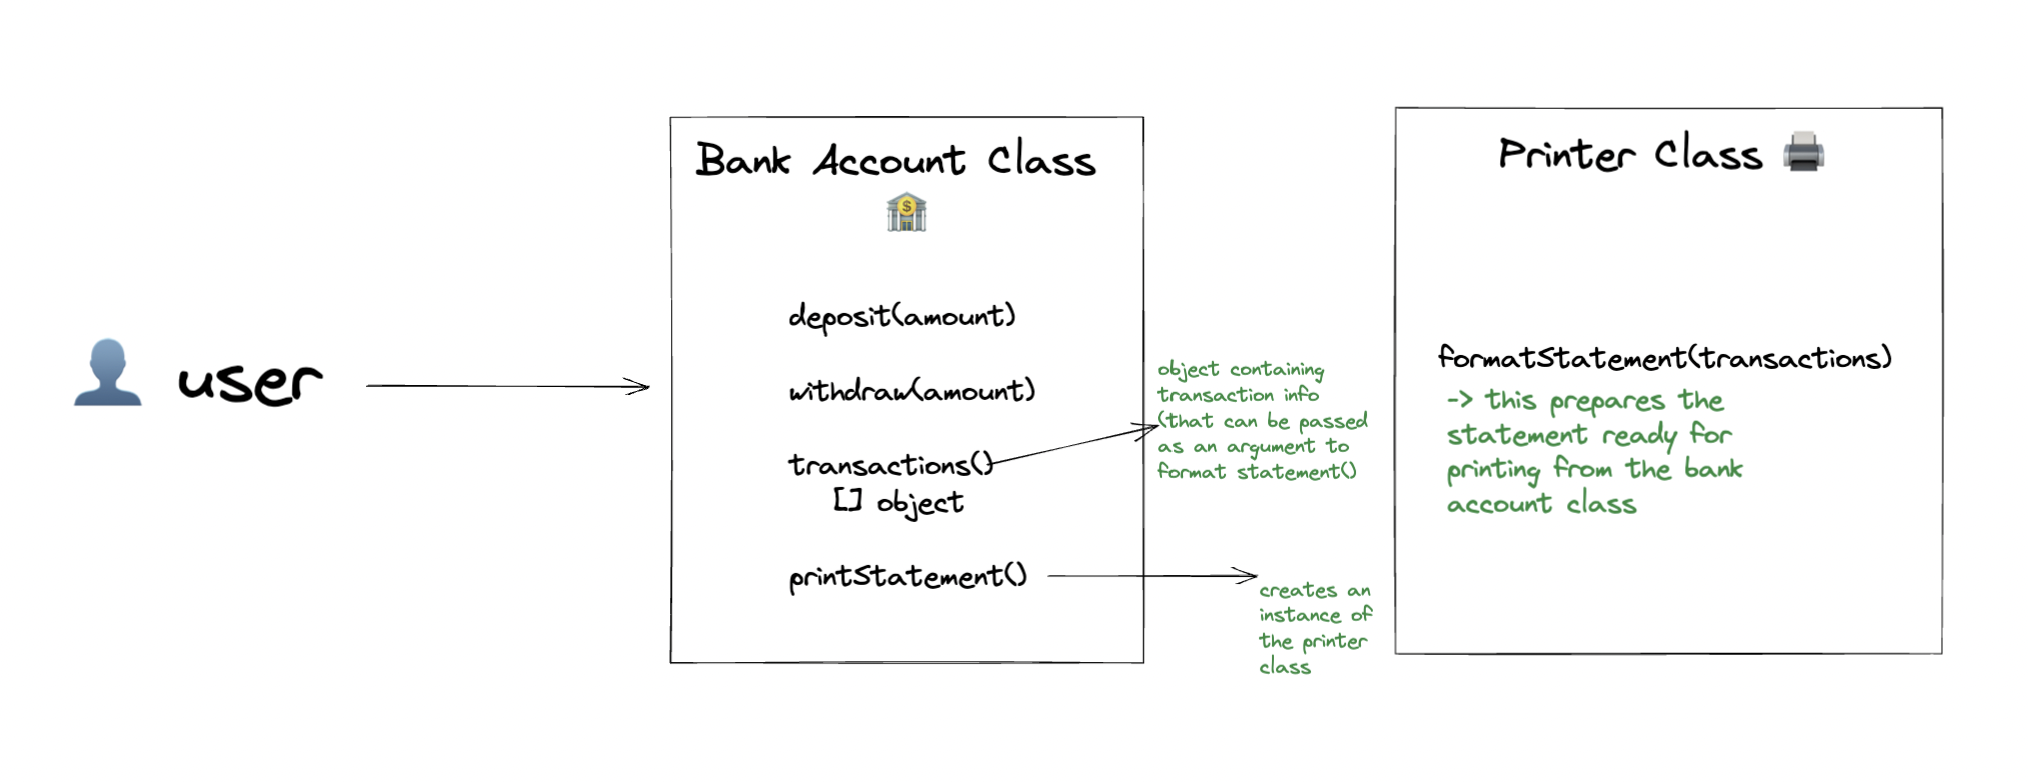 user
Bank Account Class
deposit(amount)
withdraw(amount)
transactions()
[] object
printStatement()
object containing
transaction info
(that can be passed
as an argument to
format statement()
creates an
instance of
the printer
class
Printer Class
formatStatement(transactions)
-> this prepares the
statement ready for
printing from the bank
account class